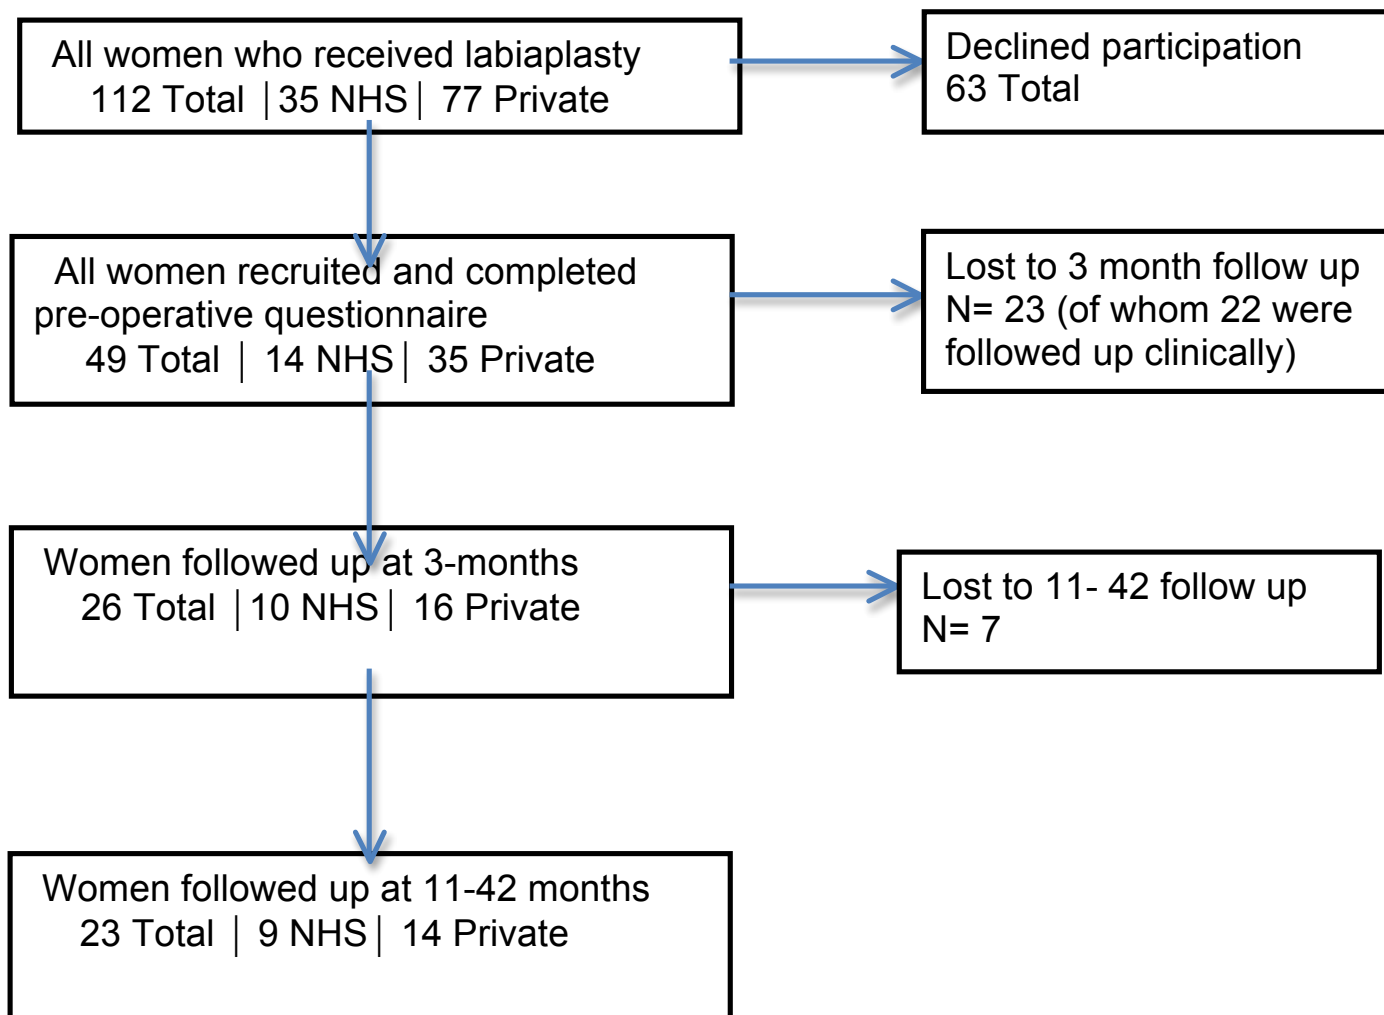 All women who received labiaplasty
112 Total | 35 NHS | 77 Private
Declined participation
63 Total
All women recruited and completed
pre-operative questionnaire
49 Total | 14 NHS | 35 Private
Lost to 3 month follow up
N= 23 (of whom 22 were
followed up clinically)
Women followed up at 3-months
26 Total | 10 NHS | 16 Private
Lost to 11- 42 follow up
N= 7
Women followed up at 11-42 months
23 Total | 9 NHS | 14 Private